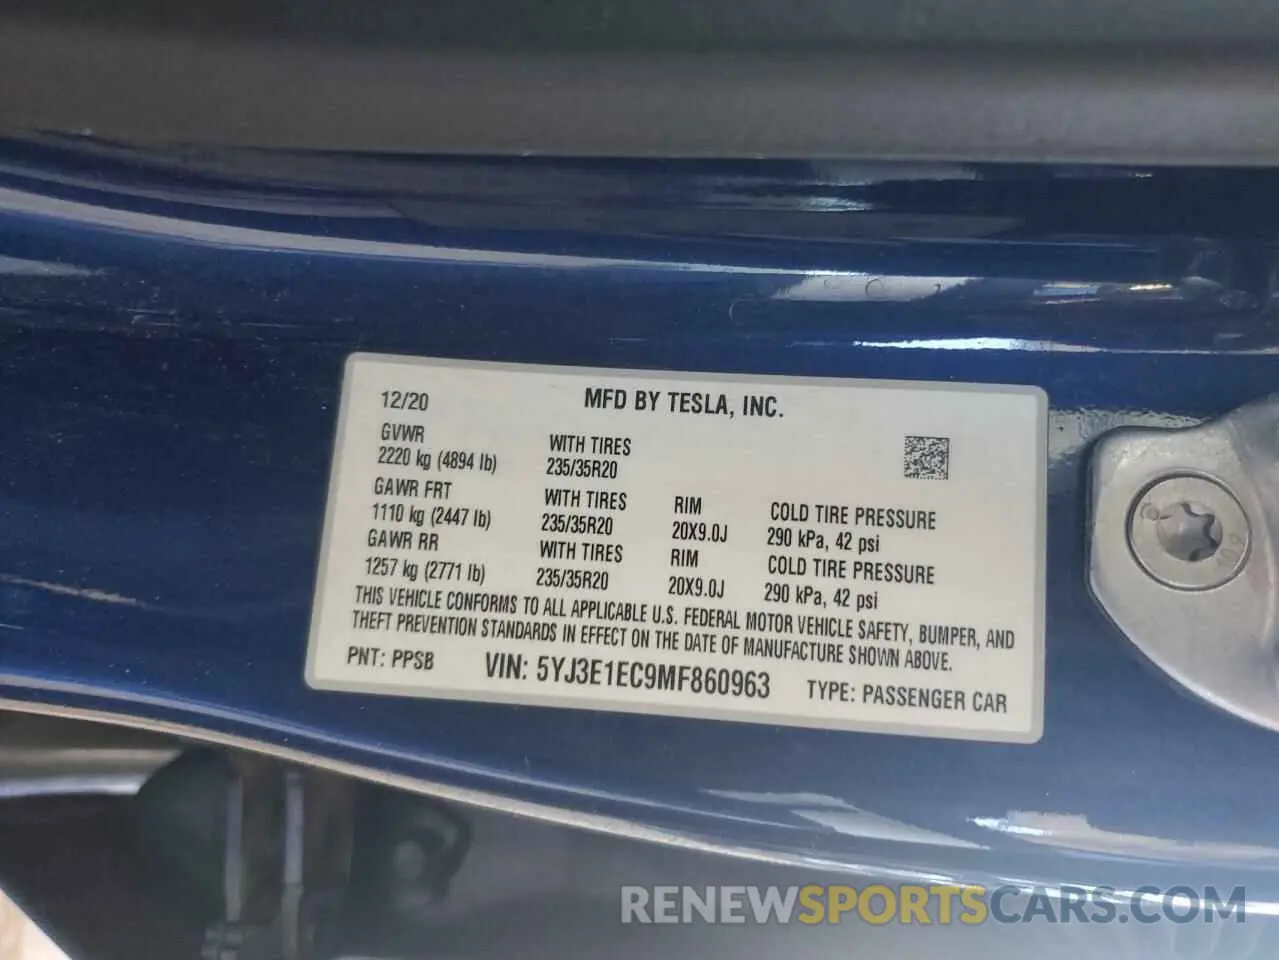 12/20 MFD BY TESLA, INC.
GVWR WITH TIRES
2220 kg (4894 lb) 235/35R20
GAWR FRT WITH TIRES RIM COLD TIRE PRESSURE
1110 kg (2447 lb) 235/35R20 20X9.0J 290 kPa, 42 psi
GAWR RR WITH TIRES RIM COLD TIRE PRESSURE
1257 kg (2771 lb) 235/35R20 20X9.0J 290 kPa, 42 psi
THIS VEHICLE CONFORMS TO ALL APPLICABLE U.S. FEDERAL MOTOR VEHICLE SAFETY, BUMPER, AND
THEFT PREVENTION STANDARDS IN EFFECT ON THE DATE OF MANUFACTURE SHOWN ABOVE.
PNT: PPSB VIN: 5YJ3E1EC9MF860963 TYPE: PASSENGER CAR
RENEWSPORTSCARS.COM